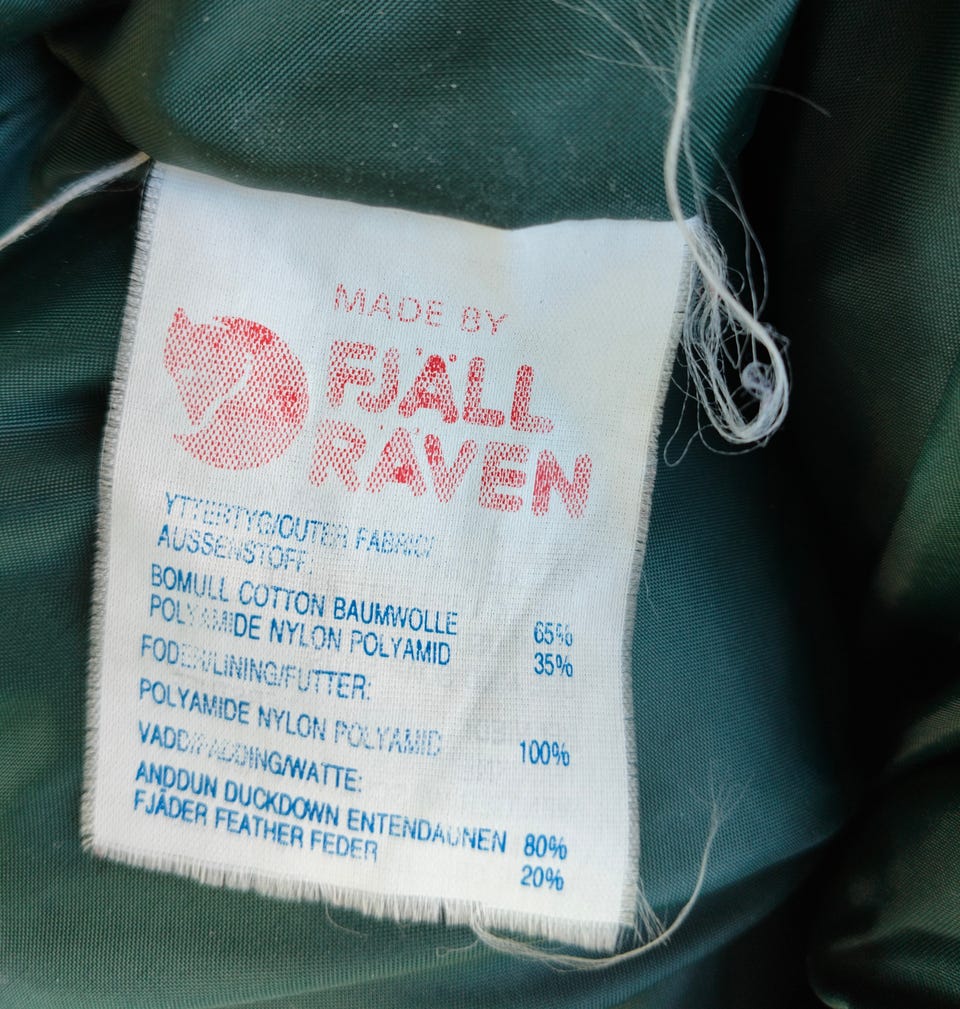 MADE BY
FJÄLL
RÄVEN
YTTERTYG/OUTER FABRIC/
AUSSENSTOFF:
BOMULL COTTON BAUMWOLLE 65%
POLYAMIDE NYLON POLYAMID 35%
FODER/LINING/FUTTER:
POLYAMIDE NYLON POLYAMID 100%
VADD/PADDING/WATTE:
ANDDUN DUCKDOWN ENTENDAUNEN 80%
FJÄDER FEATHER FEDER 20%